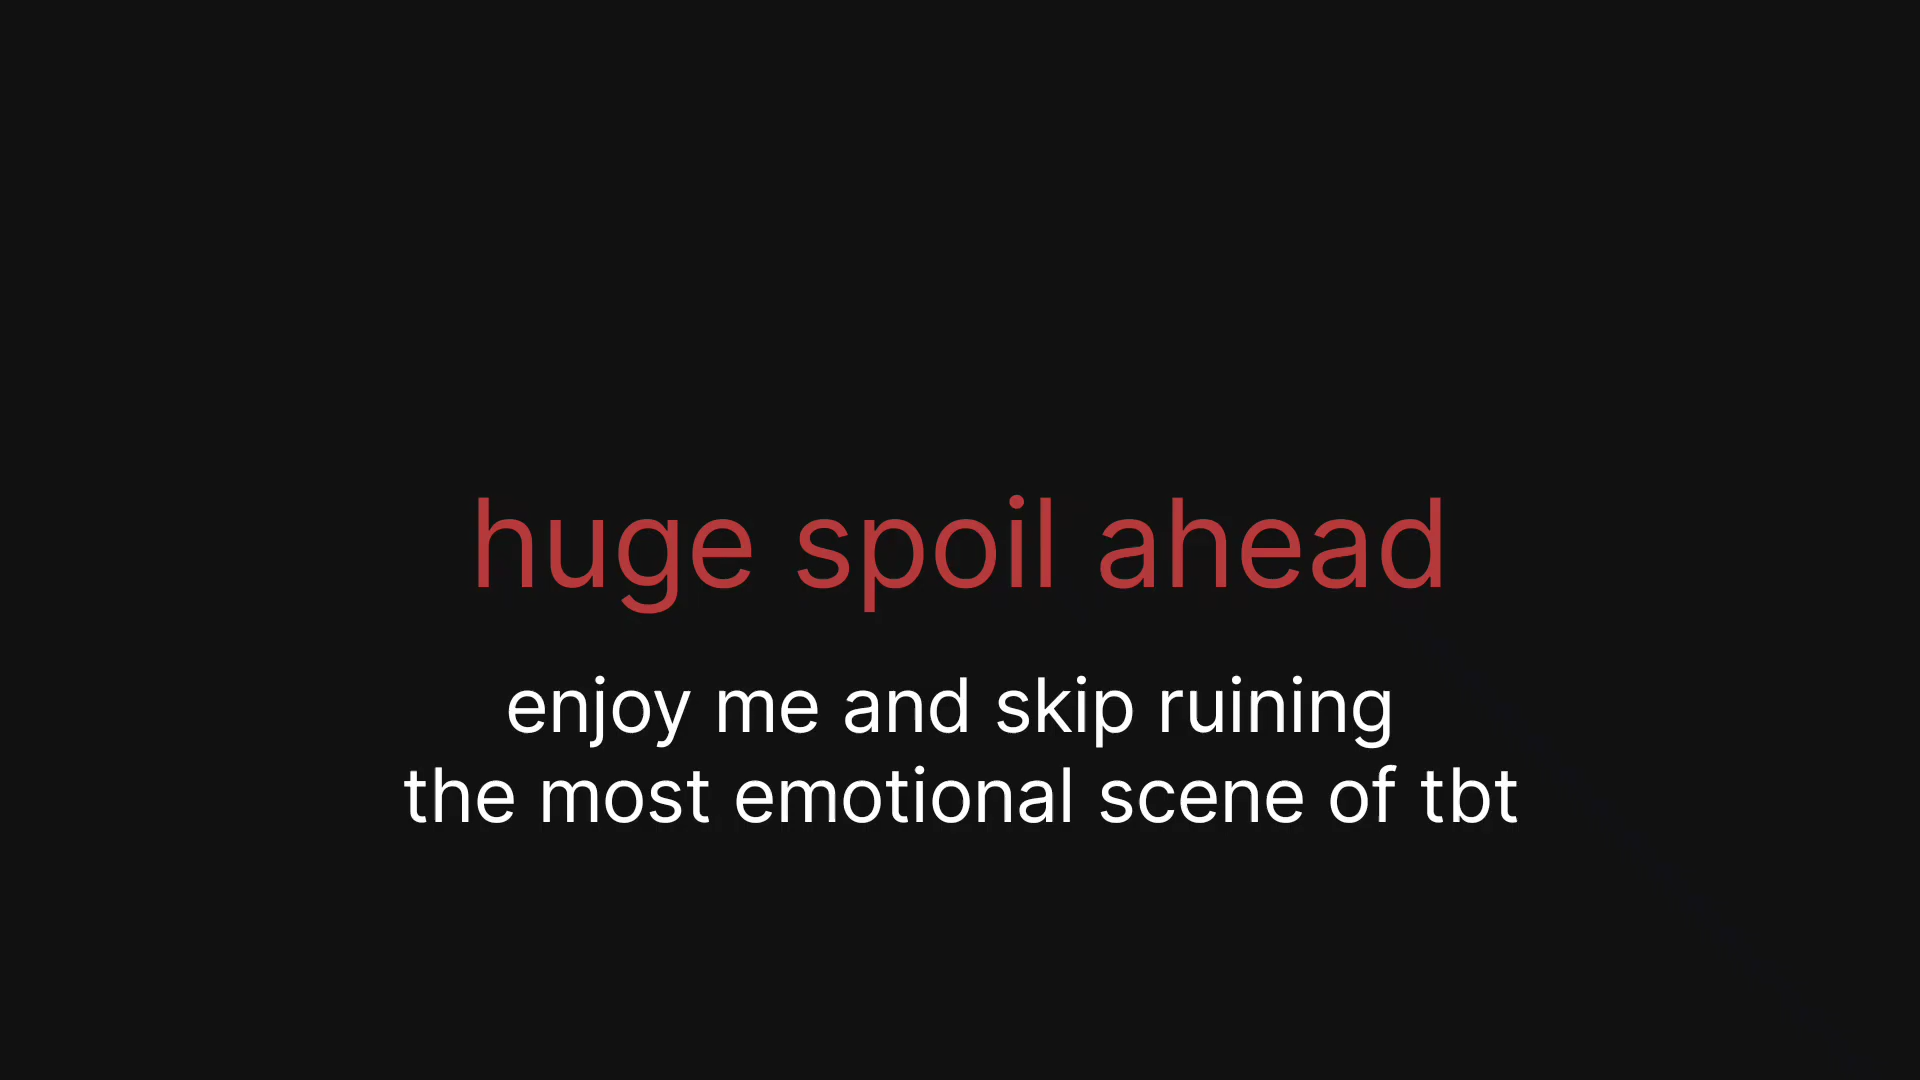 huge spoil ahead
enjoy me and skip ruining
the most emotional scene of tbt